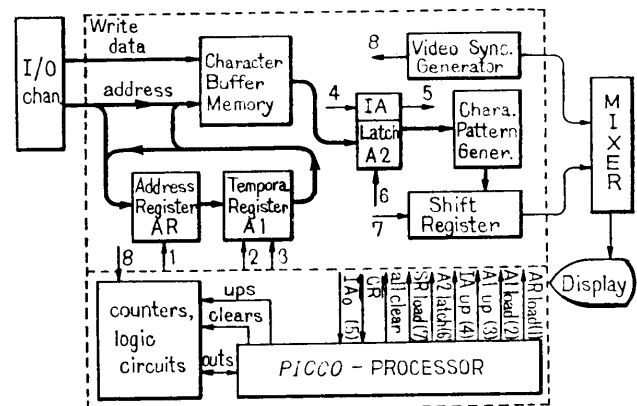 Write
data
I/O
chan.
address
Character
Buffer
Memory
8
Video Sync.
Generator
4
IA
5
Latch
A2
Chara.
Pattern
Gener.
MIXER
6
7
Shift
Register
Address
Register
AR
Tempora.
Register
A1
8
1
2
3
Display
counters,
logic
circuits
ups
clears
outs
IAo (5)
CR
all clear
SR load(7)
A2 latch(6)
IA up (4)
A1 up (3)
A1 load(2)
AR load(1)
PICCO - PROCESSOR